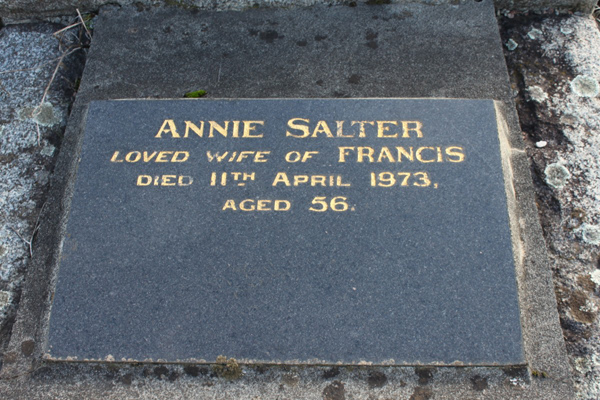 ANNIE SALTER
LOVED WIFE OF FRANCIS
DIED 11TH APRIL 1973,
AGED 56.